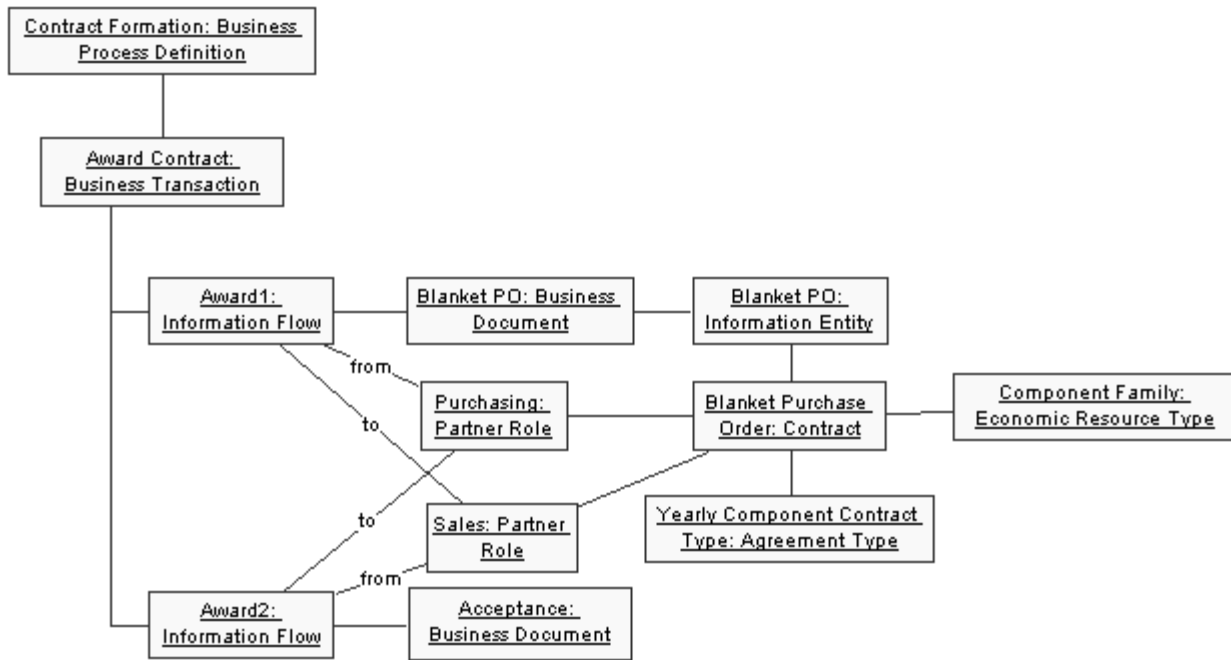 Contract Formation: Business
Process Definition
Award Contract:
Business Transaction
Award1:
Information Flow
Blanket PO: Business
Document
Blanket PO:
Information Entity
from
Purchasing:
Partner Role
Blanket Purchase
Order: Contract
Component Family:
Economic Resource Type
to
to
Sales: Partner
Role
Yearly Component Contract
Type: Agreement Type
from
Award2:
Information Flow
Acceptance:
Business Document